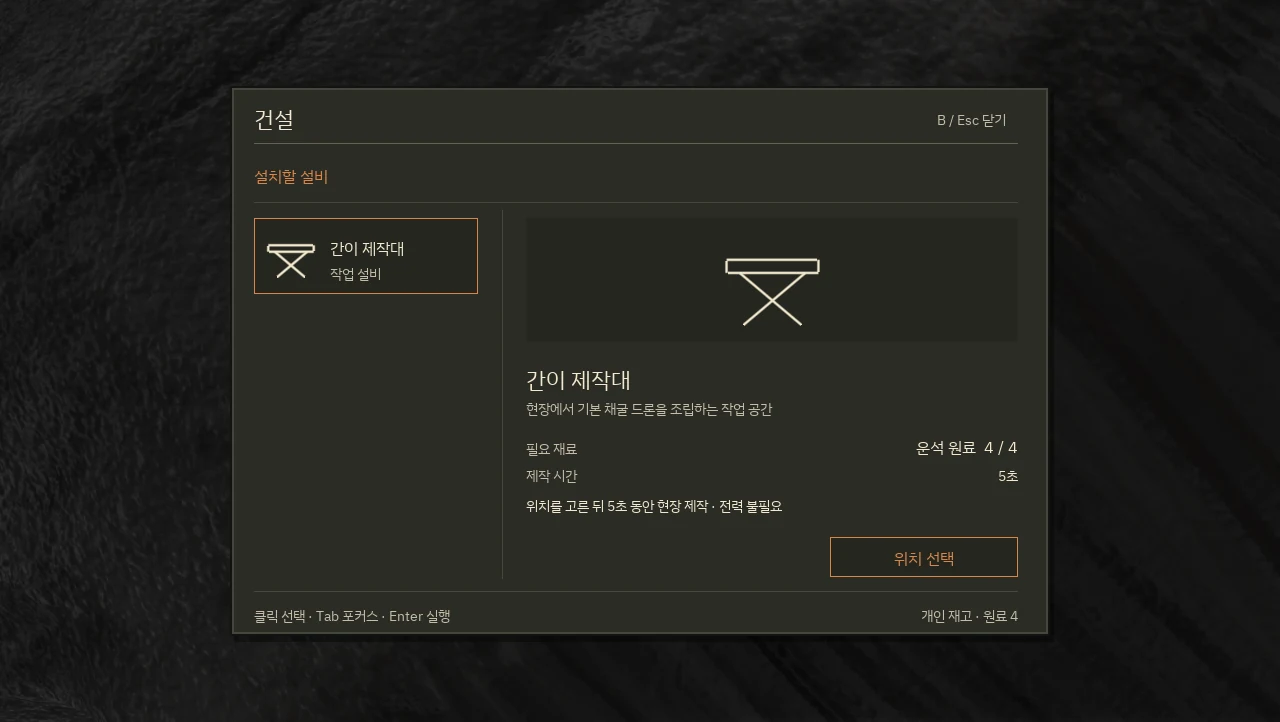 건설
B / Esc 닫기
설치할 설비
간이 제작대
작업 설비
간이 제작대
현장에서 기본 채굴 드론을 조립하는 작업 공간
필요 재료
운석 원료 4 / 4
제작 시간
5초
위치를 고른 뒤 5초 동안 현장 제작 · 전력 불필요
위치 선택
클릭 선택 · Tab 포커스 · Enter 실행
개인 재고 · 원료 4